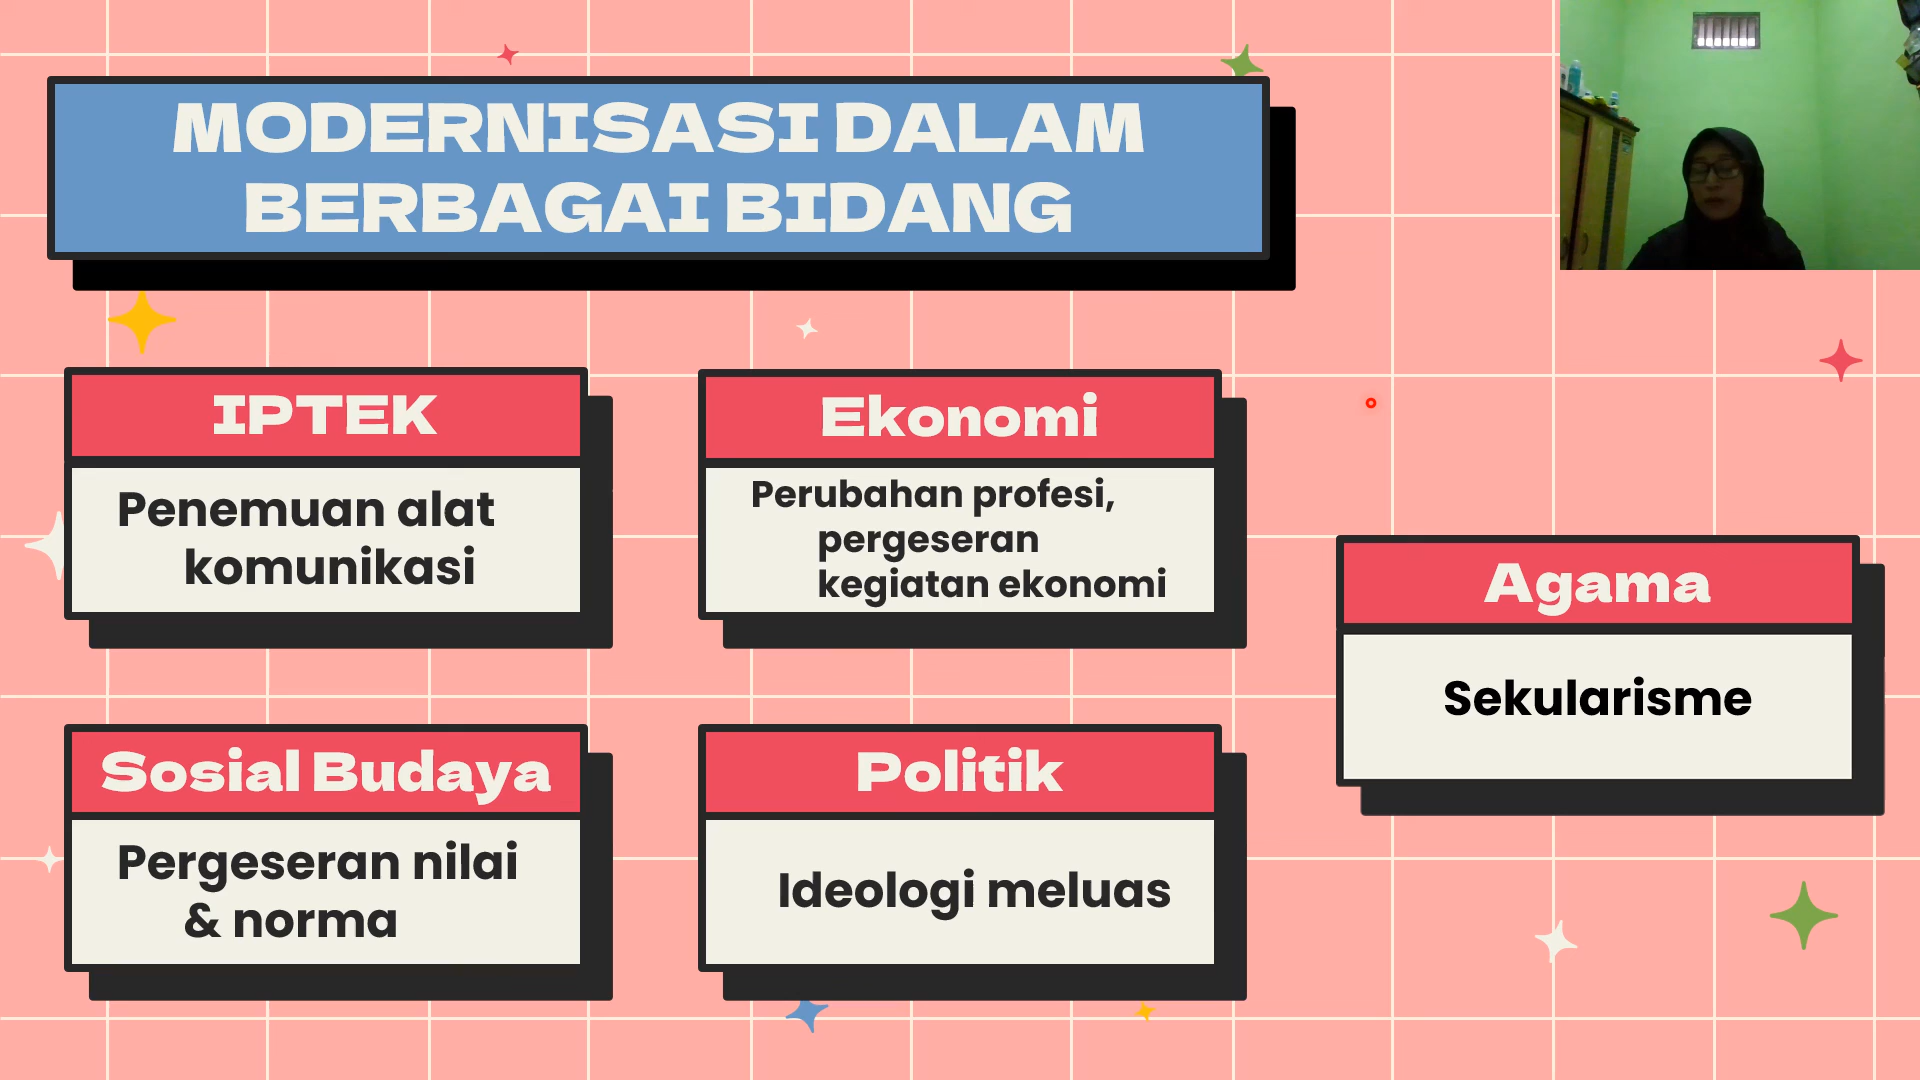 MODERNISASI DALAM
BERBAGAI BIDANG
IPTEK
Penemuan alat
komunikasi
Ekonomi
Perubahan profesi,
pergeseran
kegiatan ekonomi
Agama
Sekularisme
Sosial Budaya
Pergeseran nilai
& norma
Politik
Ideologi meluas